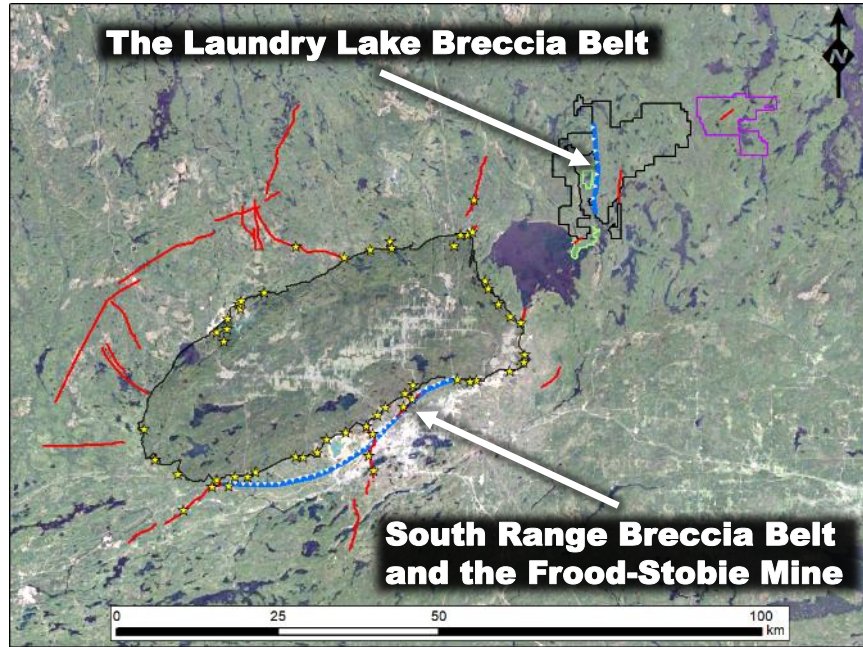 The Laundry Lake Breccia Belt
N
South Range Breccia Belt
and the Frood-Stobie Mine
0 25 50 100
km